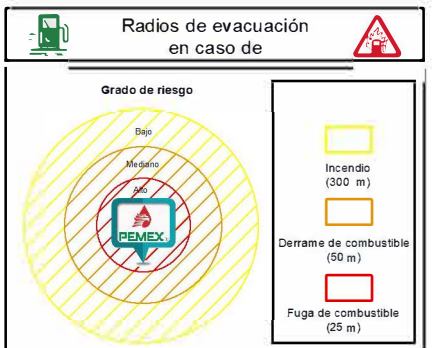 Radios de evacuación
en caso de
Grado de riesgo
Bajo
Mediano
Alto
PEMEX
Incendio
(300 m)
Derrame de combustible
(50 m)
Fuga de combustible
(25 m)